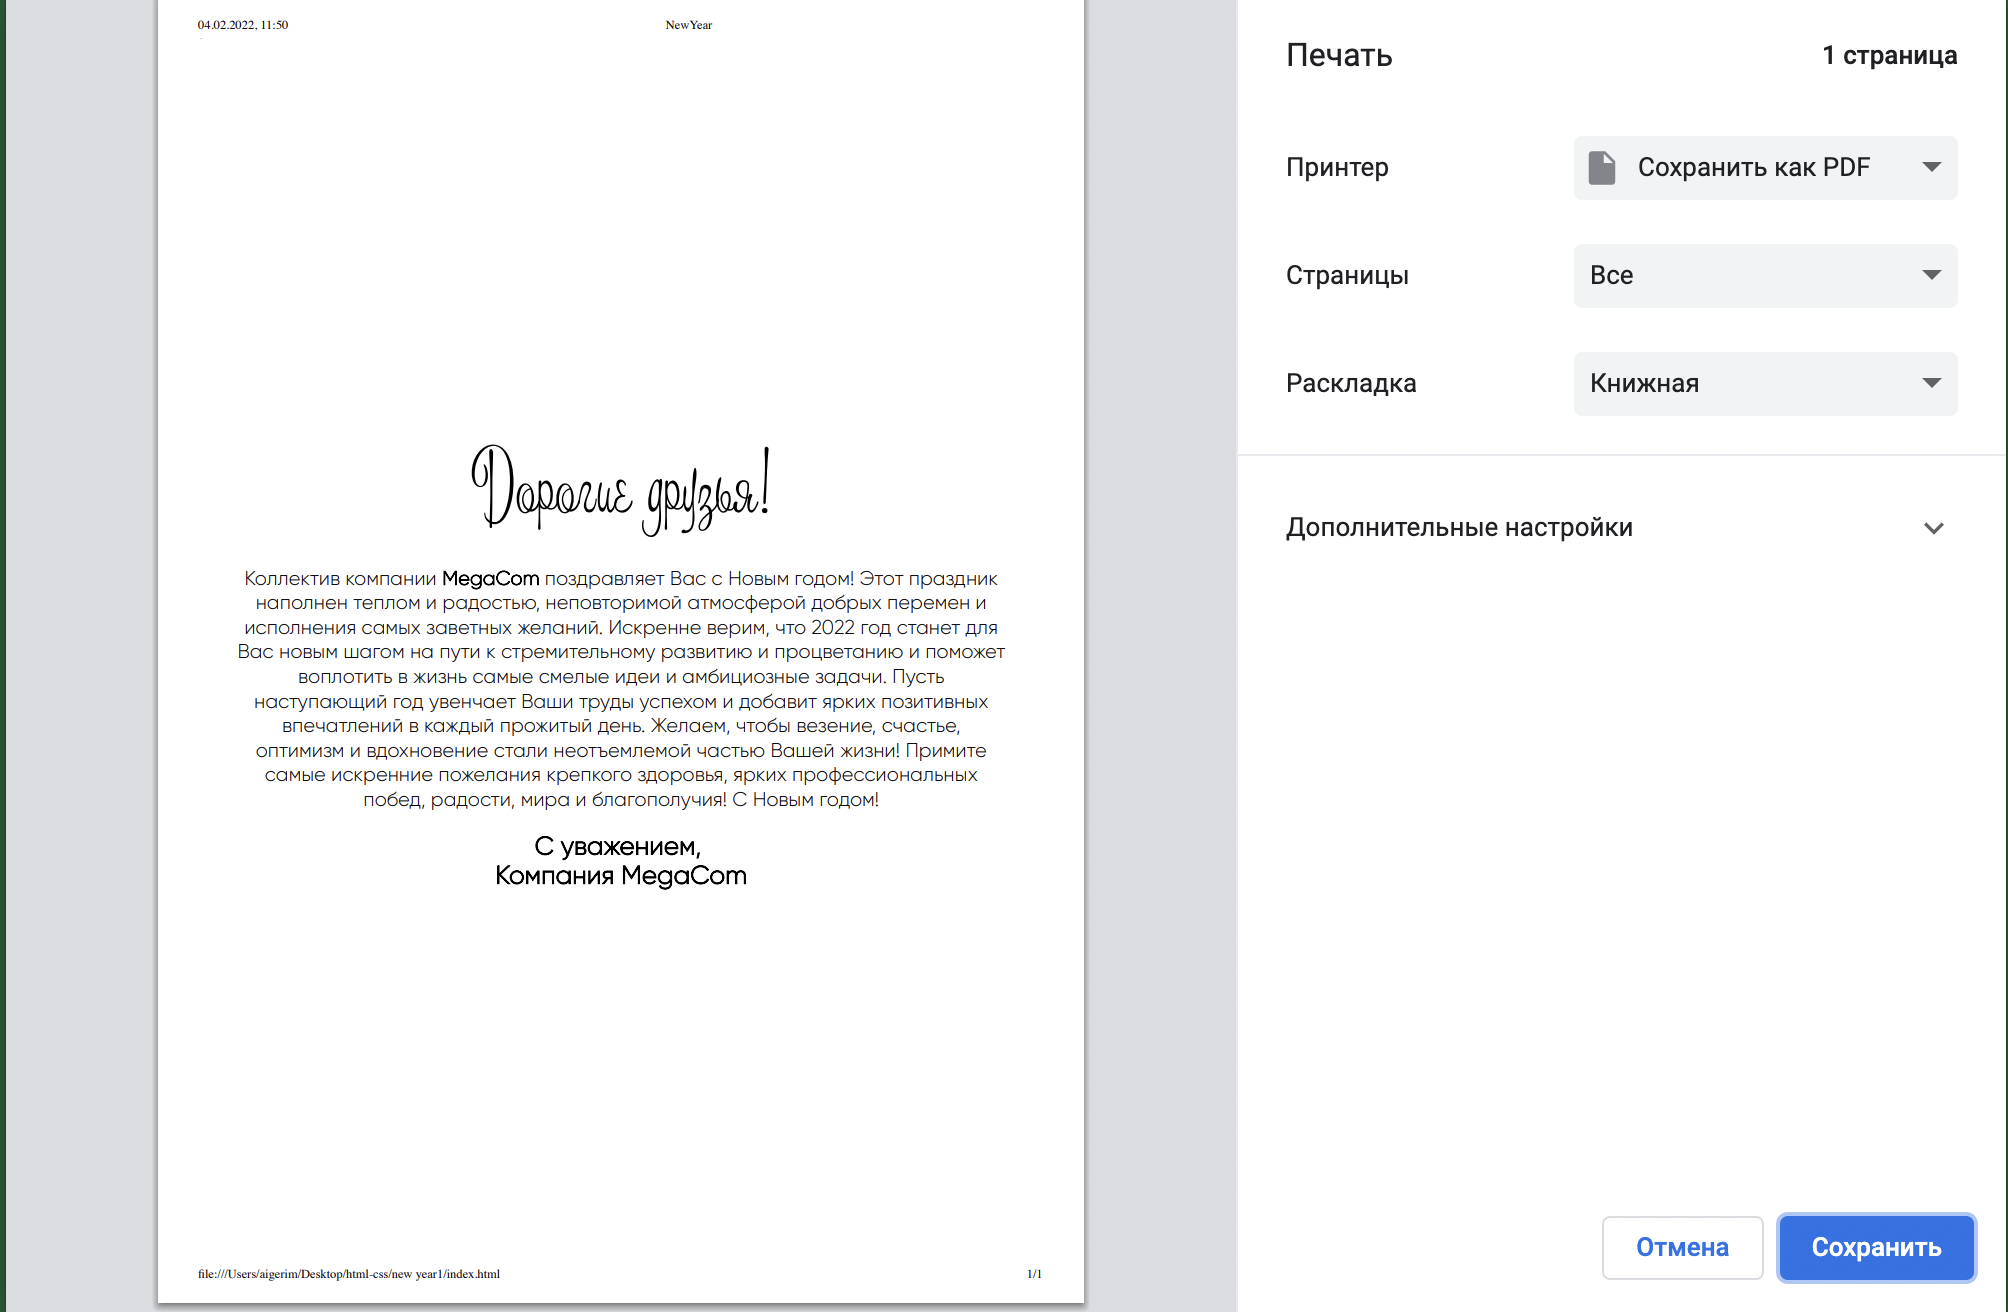 04.02.2022, 11:50
NewYear
Дорогие друзья!
Коллектив компании MegaCom поздравляет Вас с Новым годом! Этот праздник
наполнен теплом и радостью, неповторимой атмосферой добрых перемен и
исполнения самых заветных желаний. Искренне верим, что 2022 год станет для
Вас новым шагом на пути к стремительному развитию и процветанию и поможет
воплотить в жизнь самые смелые идеи и амбициозные задачи. Пусть
наступающий год увенчает Ваши труды успехом и добавит ярких позитивных
впечатлений в каждый прожитый день. Желаем, чтобы везение, счастье,
оптимизм и вдохновение стали неотъемлемой частью Вашей жизни! Примите
самые искренние пожелания крепкого здоровья, ярких профессиональных
побед, радости, мира и благополучия! С Новым годом!
С уважением,
Компания MegaCom
file:///Users/aigerim/Desktop/html-css/new year1/index.html
1/1
Печать
1 страница
Принтер
Сохранить как PDF
Страницы
Все
Раскладка
Книжная
Дополнительные настройки
Отмена
Сохранить